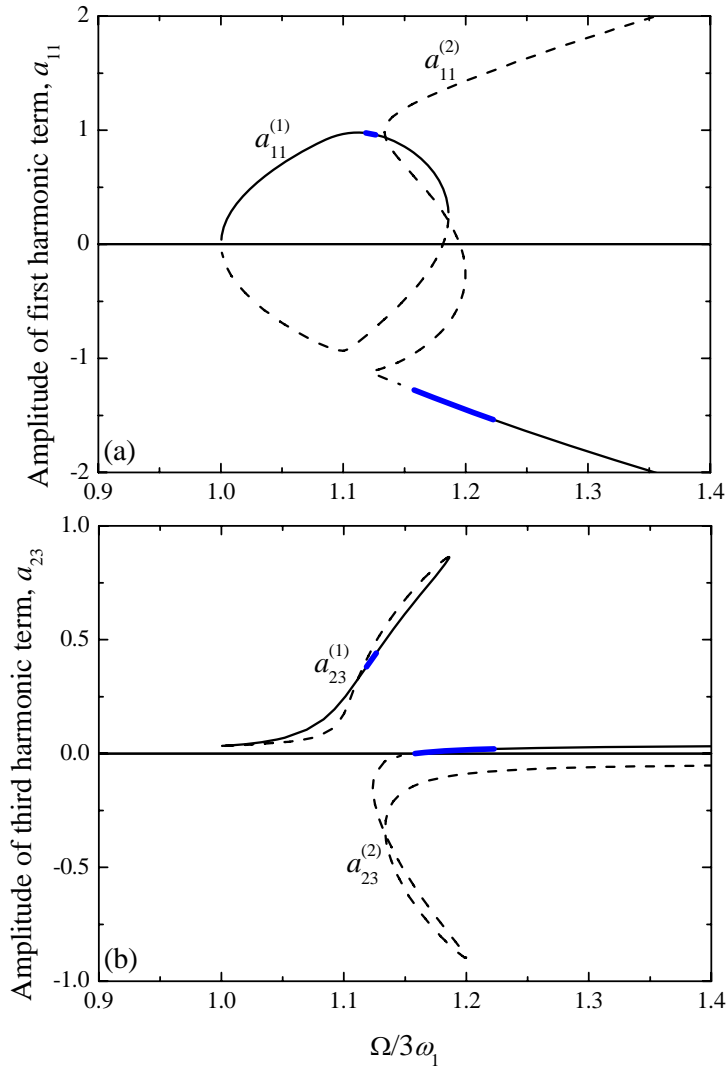 2
1
0
-1
-2
Amplitude of first harmonic term, a₁₁
a₁₁⁽²⁾
a₁₁⁽¹⁾
(a)
0.9 1.0 1.1 1.2 1.3 1.4
1.0
0.5
0.0
-0.5
-1.0
Amplitude of third harmonic term, a₂₃
a₂₃⁽¹⁾
a₂₃⁽²⁾
(b)
0.9 1.0 1.1 1.2 1.3 1.4
Ω/3ω₁